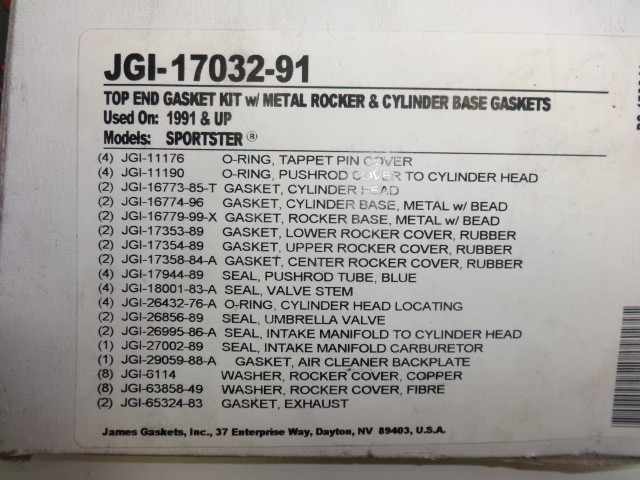 JGI-17032-91
TOP END GASKET KIT w/ METAL ROCKER & CYLINDER BASE GASKETS
Used On: 1991 & UP
Models: SPORTSTER ®
(4) JGI-11176 O-RING, TAPPET PIN COVER
(4) JGI-11190 O-RING, PUSHROD COVER TO CYLINDER HEAD
(2) JGI-16773-85-T GASKET, CYLINDER HEAD
(2) JGI-16774-96 GASKET, CYLINDER BASE, METAL w/ BEAD
(2) JGI-16779-99-X GASKET, ROCKER BASE, METAL w/ BEAD
(2) JGI-17353-89 GASKET, LOWER ROCKER COVER, RUBBER
(2) JGI-17354-89 GASKET, UPPER ROCKER COVER, RUBBER
(2) JGI-17358-84-A GASKET, CENTER ROCKER COVER, RUBBER
(4) JGI-17944-89 SEAL, PUSHROD TUBE, BLUE
(4) JGI-18001-83-A SEAL, VALVE STEM
(4) JGI-26432-76-A O-RING, CYLINDER HEAD LOCATING
(2) JGI-26856-89 SEAL, UMBRELLA VALVE
(2) JGI-26995-86-A SEAL, INTAKE MANIFOLD TO CYLINDER HEAD
(1) JGI-27002-89 SEAL, INTAKE MANIFOLD CARBURETOR
(1) JGI-29059-88-A GASKET, AIR CLEANER BACKPLATE
(8) JGI-6114 WASHER, ROCKER COVER, COPPER
(8) JGI-63858-49 WASHER, ROCKER COVER, FIBRE
(2) JGI-65324-83 GASKET, EXHAUST
James Gaskets, Inc., 37 Enterprise Way, Dayton, NV 89403, U.S.A.